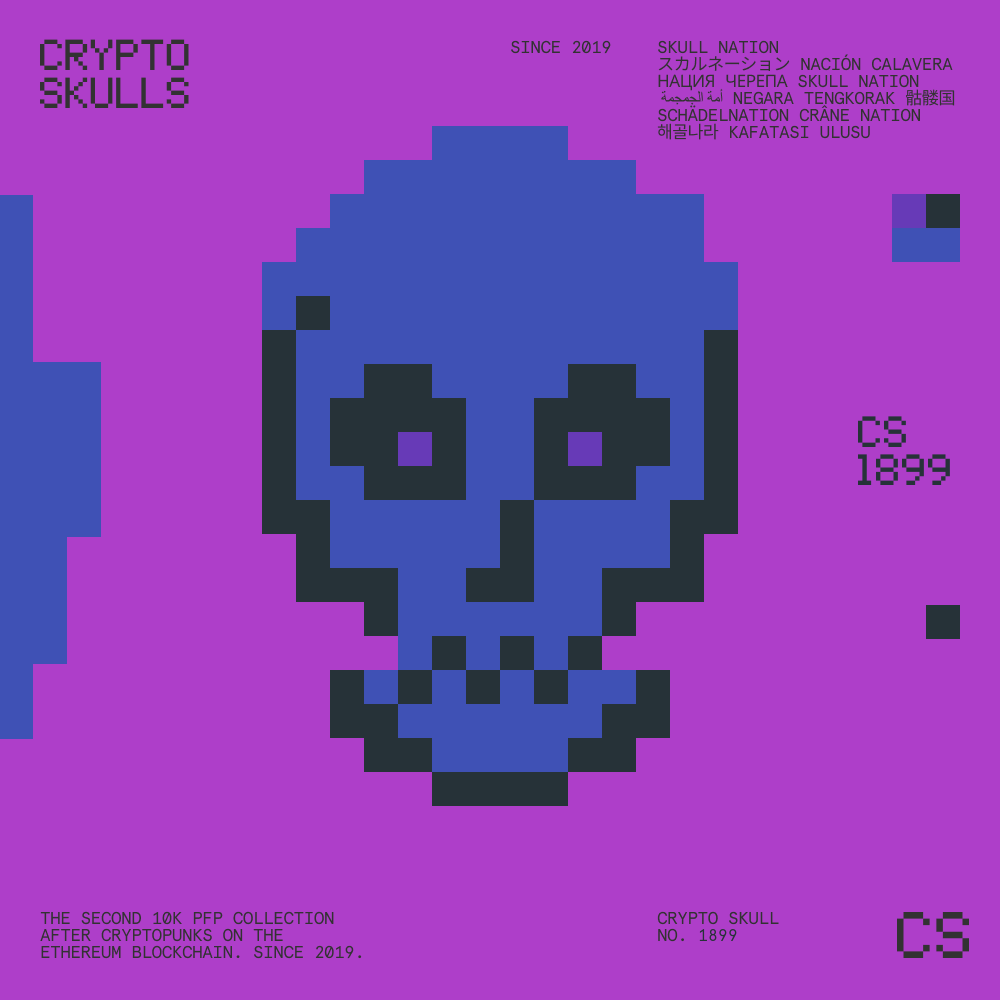 CRYPTO
SKULLS
SINCE 2019
SKULL NATION
スカルネーション NACIÓN CALAVERA
НАЦИЯ ЧЕРЕПА SKULL NATION
أمة الجمجمة NEGARA TENGKORAK 骷髅国
SCHÄDELNATION CRÂNE NATION
해골나라 KAFATASI ULUSU
CS
1899
THE SECOND 10K PFP COLLECTION
AFTER CRYPTOPUNKS ON THE
ETHEREUM BLOCKCHAIN. SINCE 2019.
CRYPTO SKULL
NO. 1899
CS